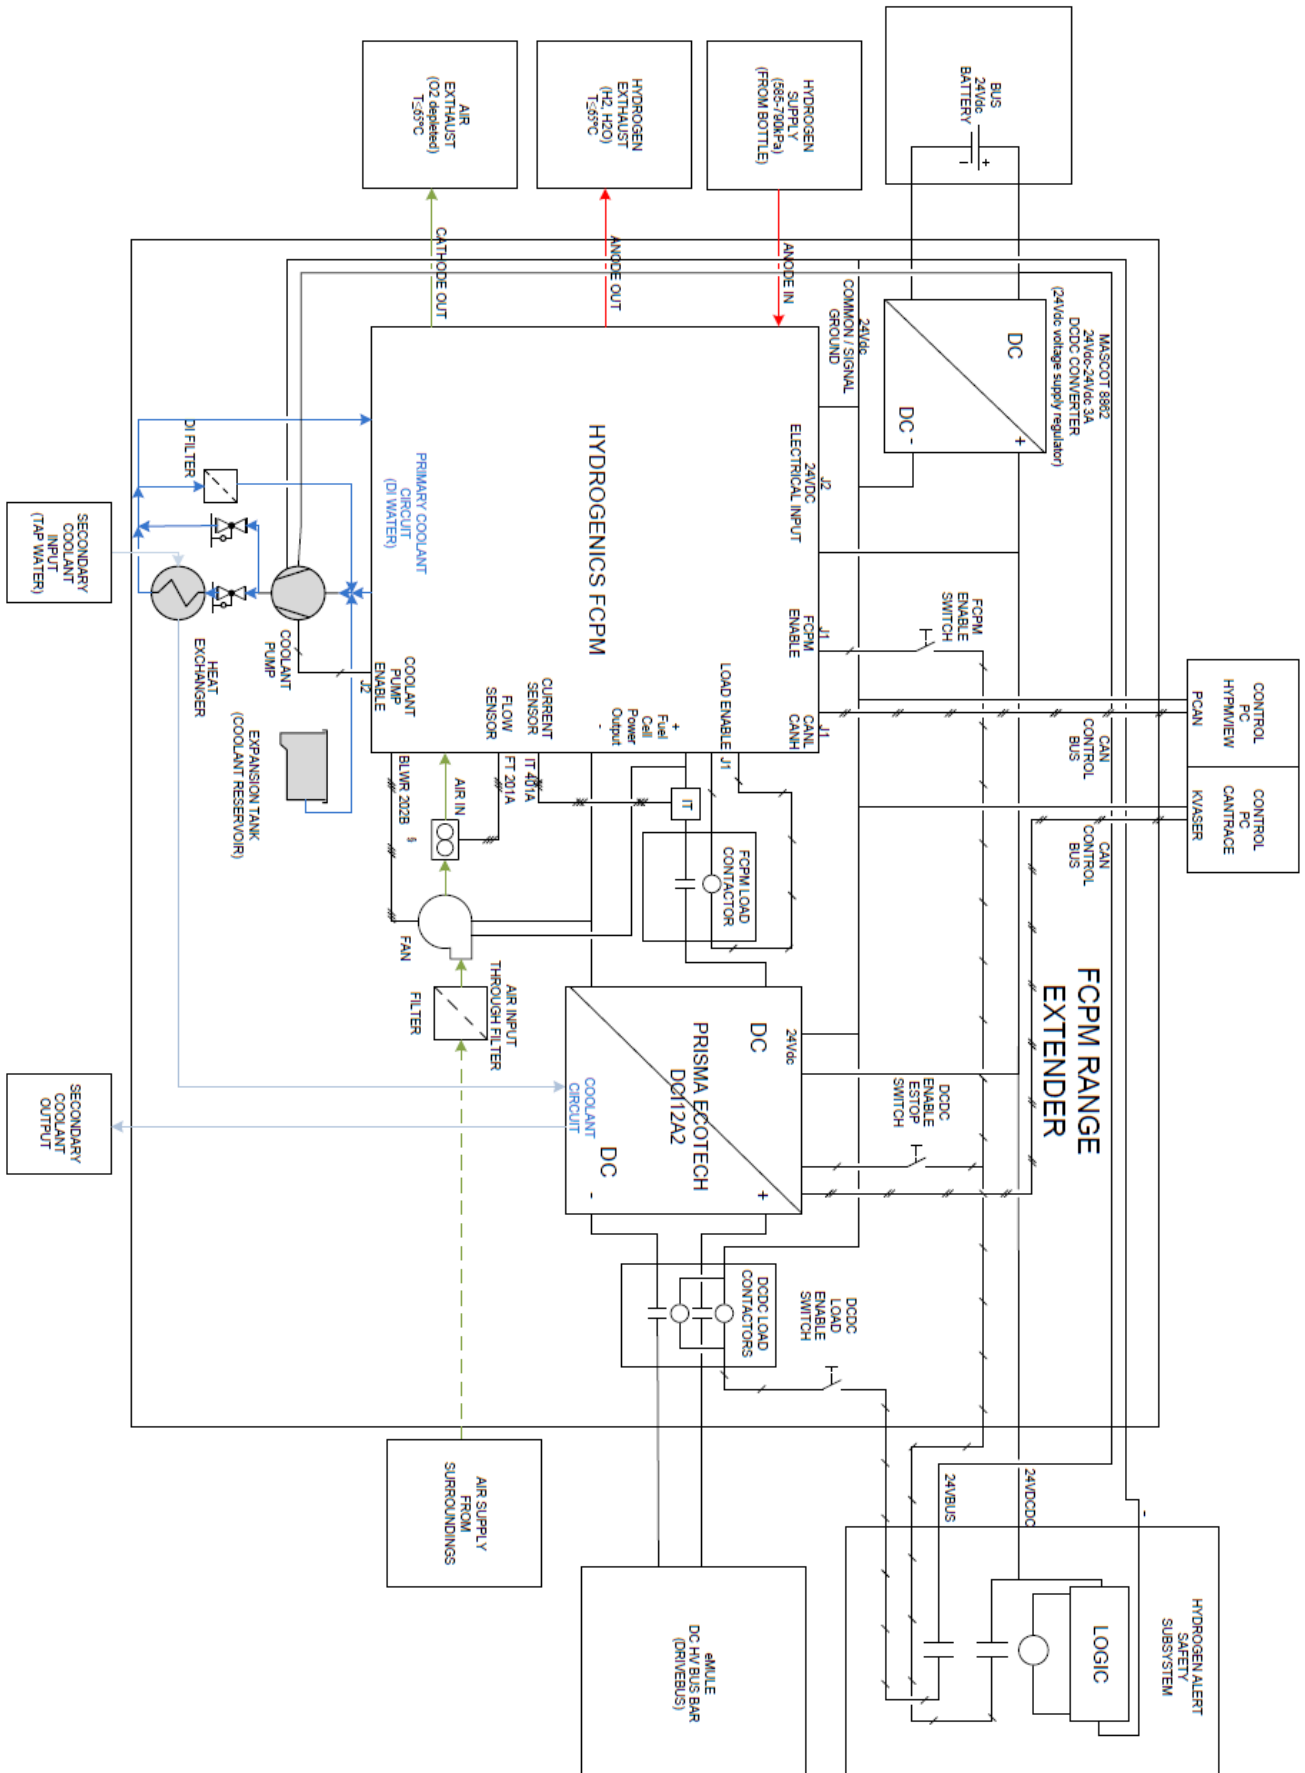 CONTROL
PC
HYPMVIEW
PCAN
CONTROL
PC
CANTRACE
KVASER
HYDROGEN ALERT
SAFETY
SUBSYSTEM
LOGIC
BUS
24Vdc
BATTERY
+
-
MASCOT 8862
24Vdc-24Vdc 3A
DCDC CONVERTER
(24Vdc voltage supply regulator)
DC
+
DC -
CAN
CONTROL
BUS
CAN
CONTROL
BUS
FCPM RANGE
EXTENDER
24VDCDC
24VBUS
-
FCPM
ENABLE
SWITCH
DCDC
ENABLE
ESTOP
SWITCH
DCDC
LOAD
ENABLE
SWITCH
24Vdc
COMMON / SIGNAL
GROUND
HYDROGEN
SUPPLY
(585-790kPa)
(FROM BOTTLE)
ANODE IN
J2
24VDC
ELECTRICAL INPUT
J1
FCPM
ENABLE
J1
CANL
CANH
LOAD ENABLE J1
HYDROGENICS FCPM
+
Fuel
Cell
Power
Output
-
IT
FCPM LOAD
CONTACTOR
24Vdc
DC
PRISMA ECOTECH
DC112A2
+
DC
-
COOLANT
CIRCUIT
DCDC LOAD
CONTACTORS
eMULE
DC HV BUS BAR
(DRIVEBUS)
HYDROGEN
EXHAUST
(H2, H2O)
T≤65ºC
ANODE OUT
CURRENT
SENSOR IT 401A
FLOW
SENSOR FT 201A
AIR
EXTHAUST
(O2 depleted)
T≤65ºC
CATHODE OUT
PRIMARY COOLANT
CIRCUIT
(DI WATER)
COOLANT
PUMP
ENABLE
J2
BLWR 202B
AIR IN
§
FAN
AIR INPUT
THROUGH FILTER
FILTER
AIR SUPPLY
FROM
SURROUNDINGS
DI FILTER
COOLANT
PUMP
HEAT
EXCHANGER
EXPANSION TANK
(COOLANT RESERVOIR)
SECONDARY
COOLANT
INPUT
(TAP WATER)
SECONDARY
COOLANT
OUTPUT